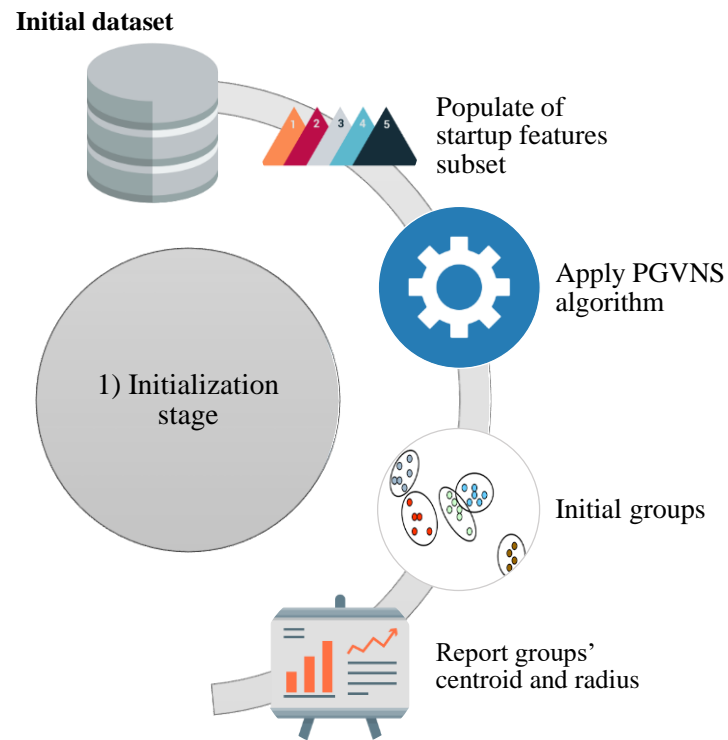 Initial dataset
1 2 3 4 5
Populate of
startup features
subset
Apply PGVNS
algorithm
1) Initialization
stage
Initial groups
Report groups’
centroid and radius